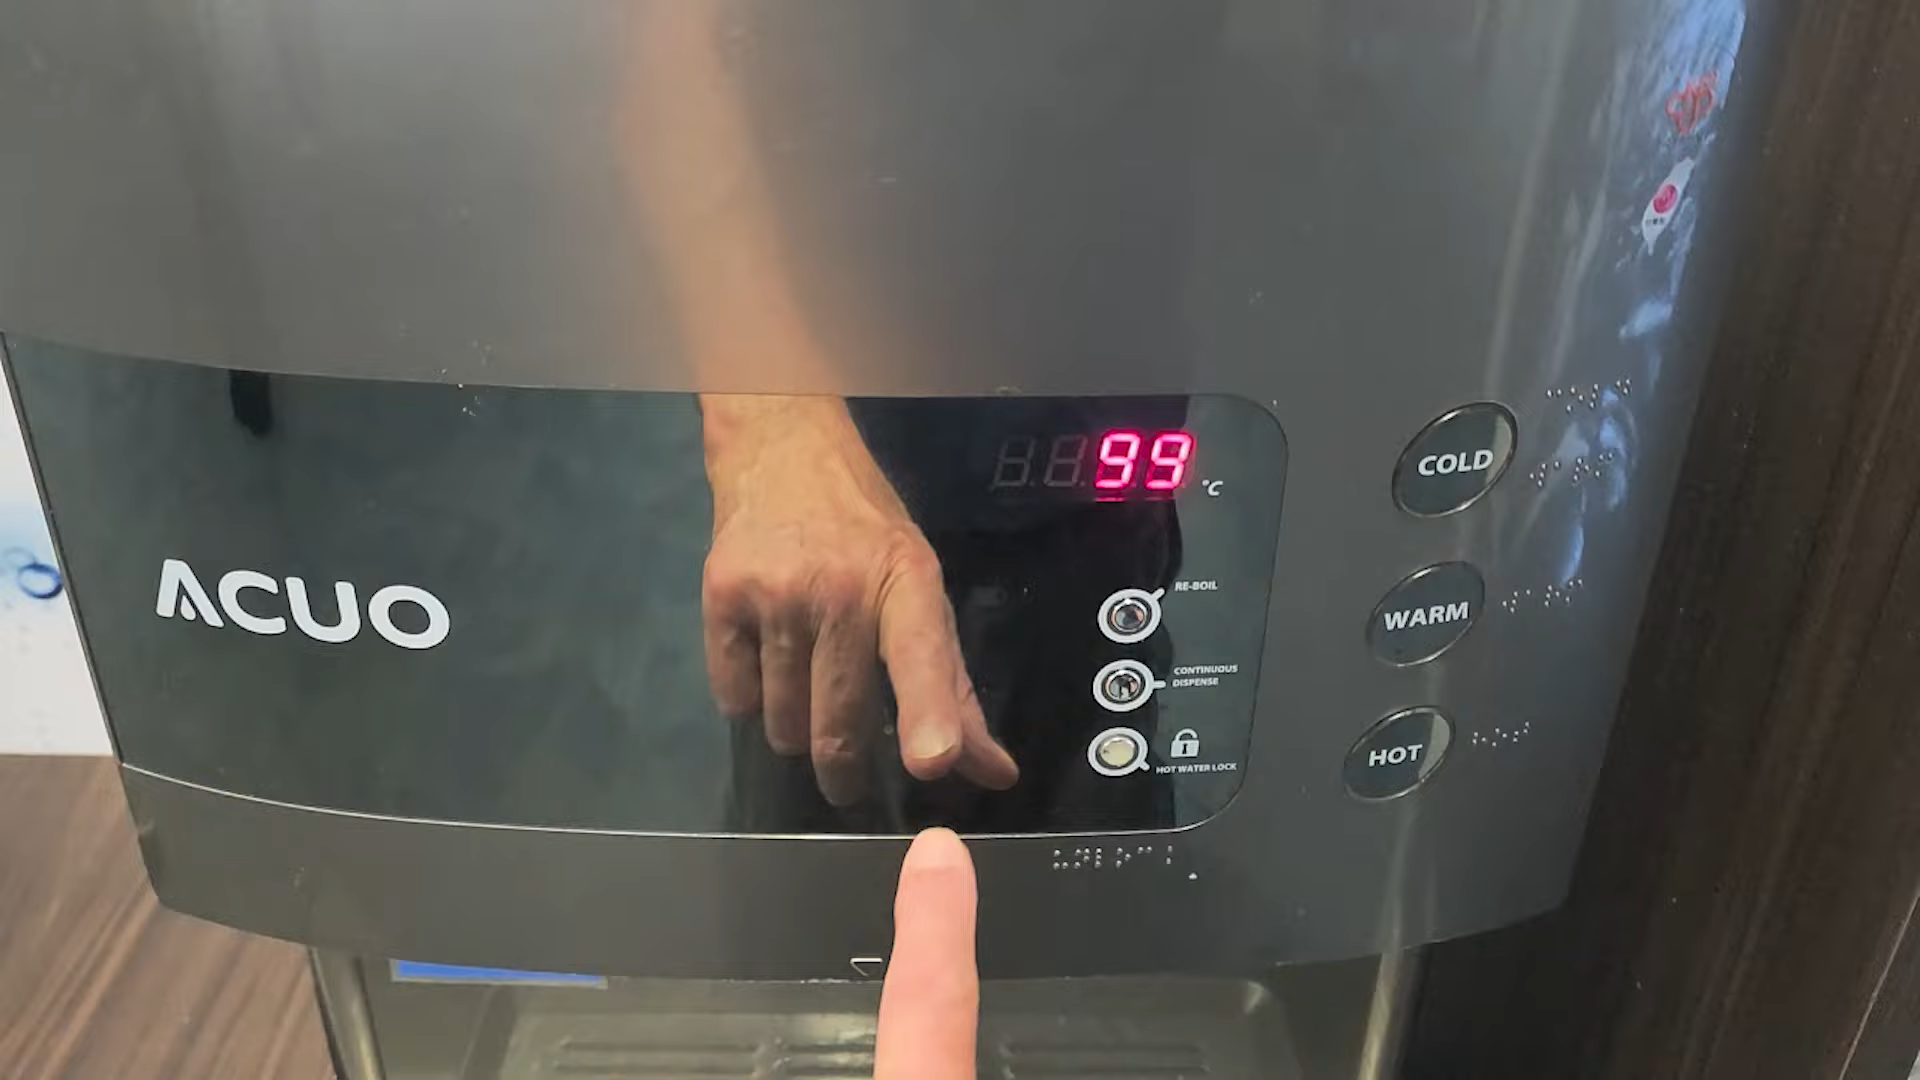 99
°C
ACUO
RE-BOIL
CONTINUOUS
DISPENSE
HOT WATER LOCK
COLD
WARM
HOT